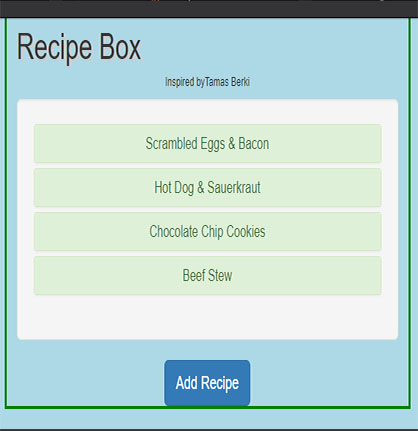 Recipe Box
Inspired byTamas Berki
Scrambled Eggs & Bacon
Hot Dog & Sauerkraut
Chocolate Chip Cookies
Beef Stew
Add Recipe